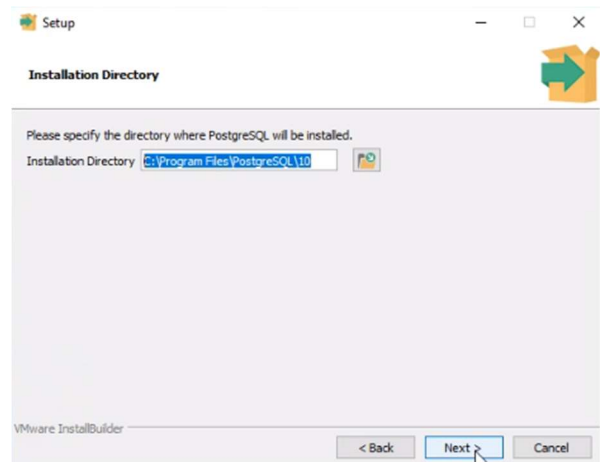 Setup
Installation Directory
Please specify the directory where PostgreSQL will be installed.
Installation Directory C:\Program Files\PostgreSQL\10
VMware InstallBuilder
< Back Next > Cancel